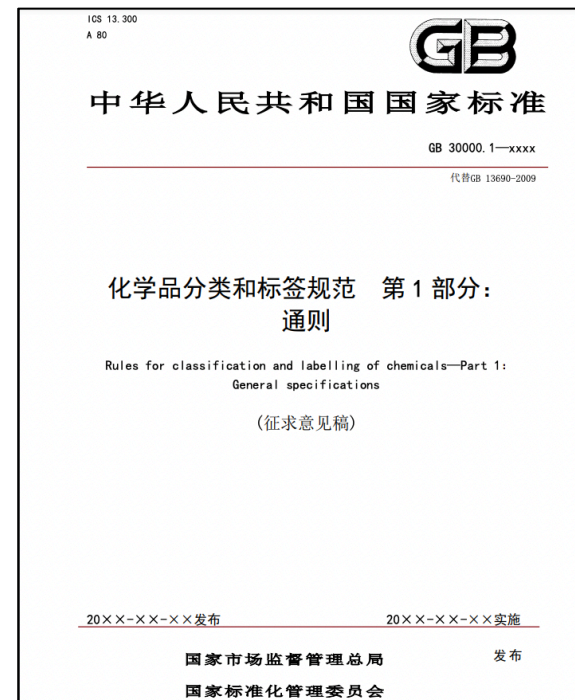 ICS 13.300
A 80
GB
中华人民共和国国家标准
GB 30000.1—xxxx
代替GB 13690-2009
化学品分类和标签规范 第1部分：
通则
Rules for classification and labelling of chemicals—Part 1:
General specifications
(征求意见稿)
20××-××-××发布
20××-××-××实施
国家市场监督管理总局
发布
国家标准化管理委员会